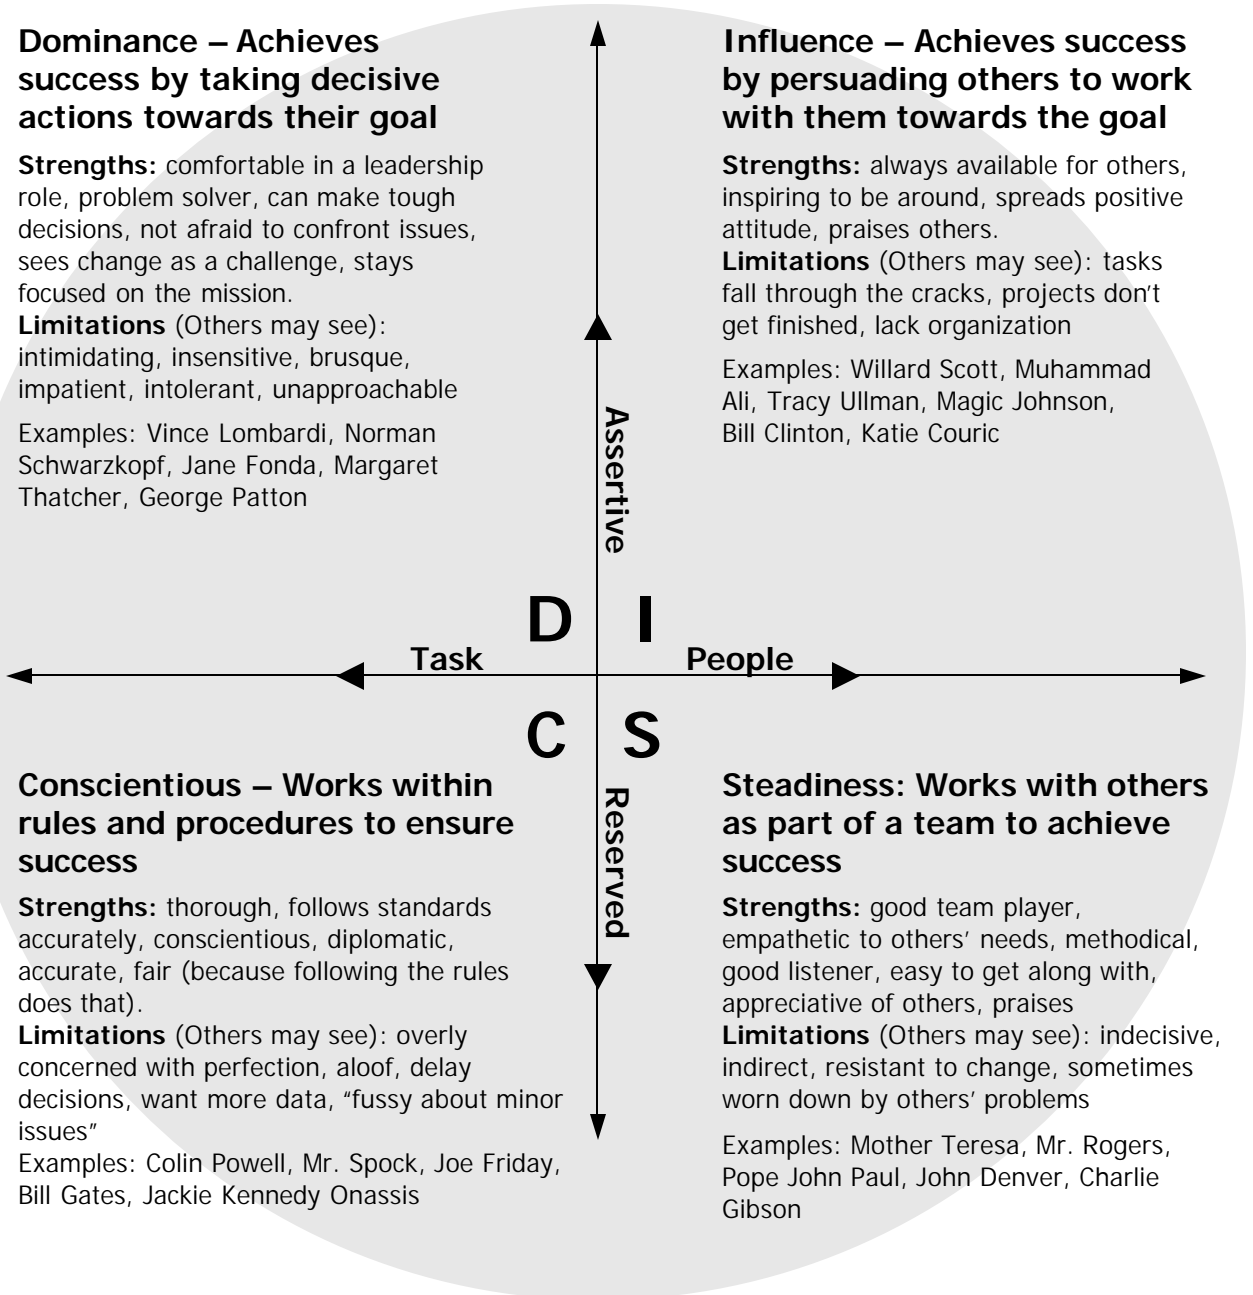 Dominance – Achieves
success by taking decisive
actions towards their goal
Strengths: comfortable in a leadership
role, problem solver, can make tough
decisions, not afraid to confront issues,
sees change as a challenge, stays
focused on the mission.
Limitations (Others may see):
intimidating, insensitive, brusque,
impatient, intolerant, unapproachable
Examples: Vince Lombardi, Norman
Schwarzkopf, Jane Fonda, Margaret
Thatcher, George Patton
Influence – Achieves success
by persuading others to work
with them towards the goal
Strengths: always available for others,
inspiring to be around, spreads positive
attitude, praises others.
Limitations (Others may see): tasks
fall through the cracks, projects don't
get finished, lack organization
Examples: Willard Scott, Muhammad
Ali, Tracy Ullman, Magic Johnson,
Bill Clinton, Katie Couric
Assertive
D I
Task People
C S
Reserved
Conscientious – Works within
rules and procedures to ensure
success
Strengths: thorough, follows standards
accurately, conscientious, diplomatic,
accurate, fair (because following the rules
does that).
Limitations (Others may see): overly
concerned with perfection, aloof, delay
decisions, want more data, "fussy about minor
issues"
Examples: Colin Powell, Mr. Spock, Joe Friday,
Bill Gates, Jackie Kennedy Onassis
Steadiness: Works with others
as part of a team to achieve
success
Strengths: good team player,
empathetic to others' needs, methodical,
good listener, easy to get along with,
appreciative of others, praises
Limitations (Others may see): indecisive,
indirect, resistant to change, sometimes
worn down by others' problems
Examples: Mother Teresa, Mr. Rogers,
Pope John Paul, John Denver, Charlie
Gibson